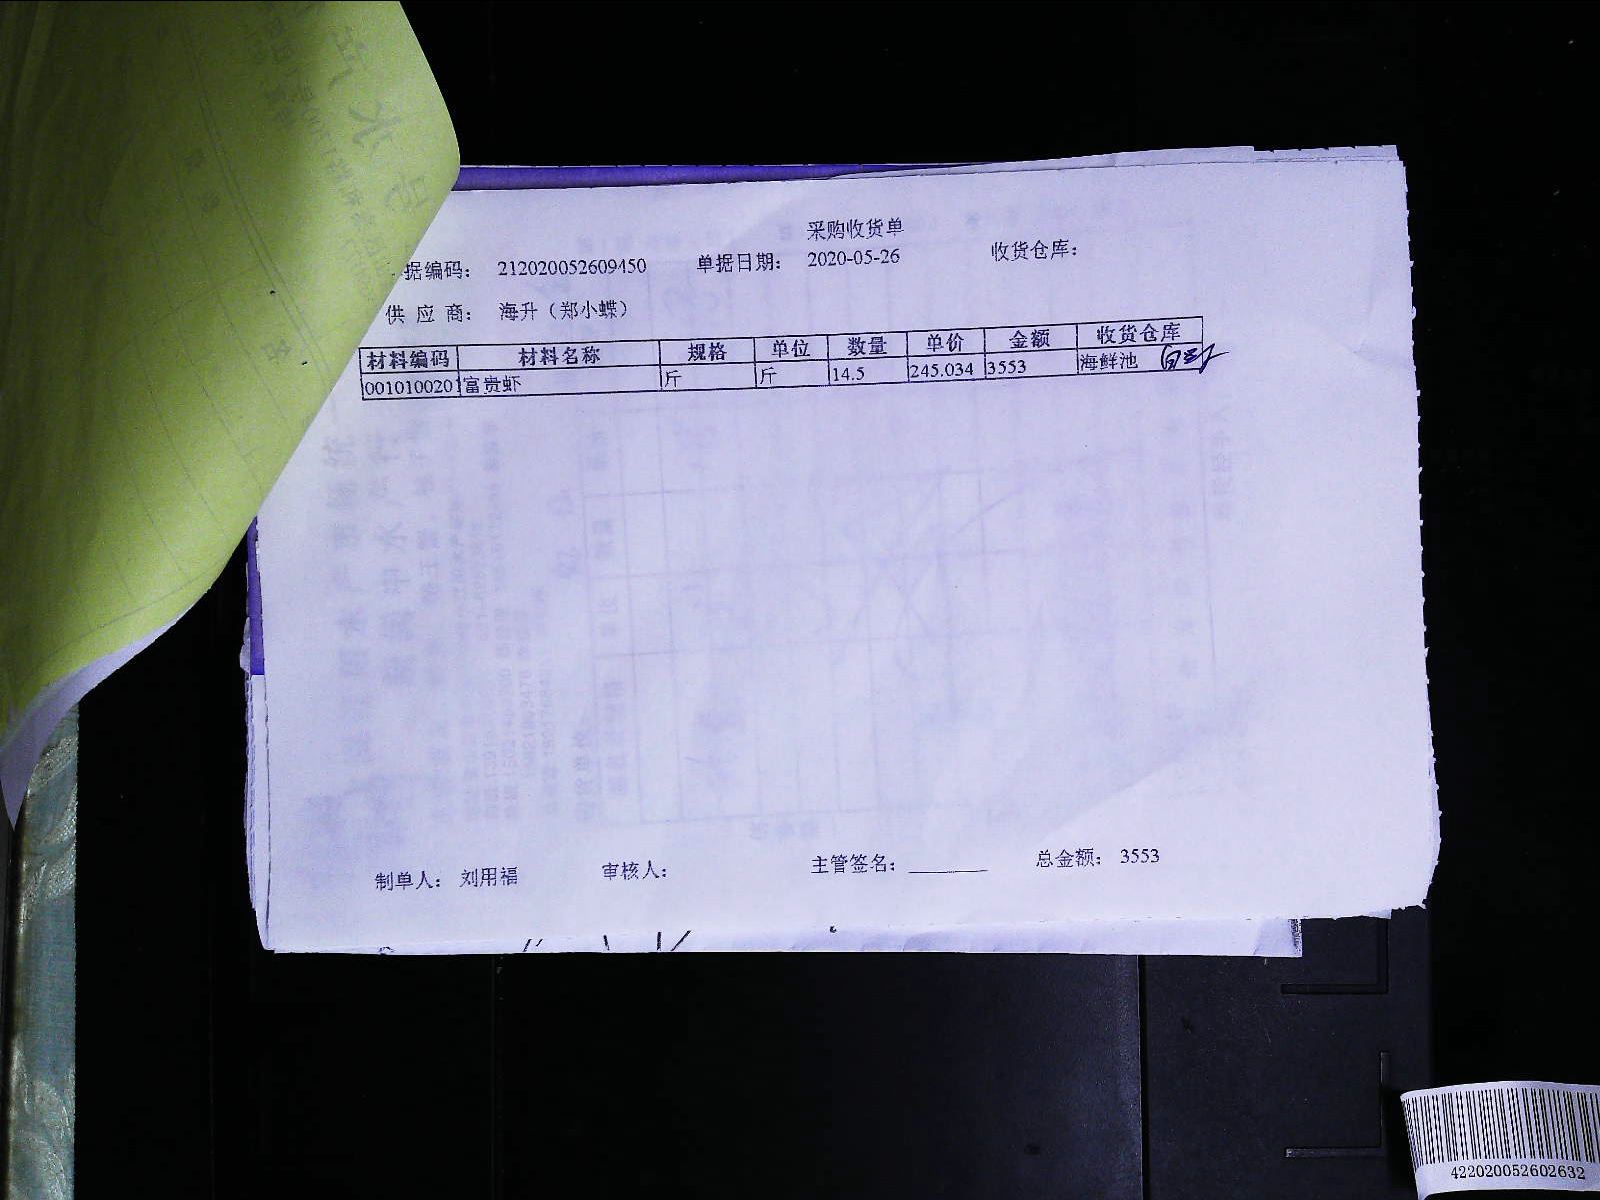 采购收货单
据编码： 212020052609450 单据日期： 2020-05-26 收货仓库：
供 应 商： 海升（郑小蝶）
材料编码 材料名称 规格 单位 数量 单价 金额 收货仓库
0010100201 富贵虾 斤 斤 14.5 245.034 3553 海鲜池
制单人： 刘用福 审核人： 主管签名： 总金额： 3553
422020052602632